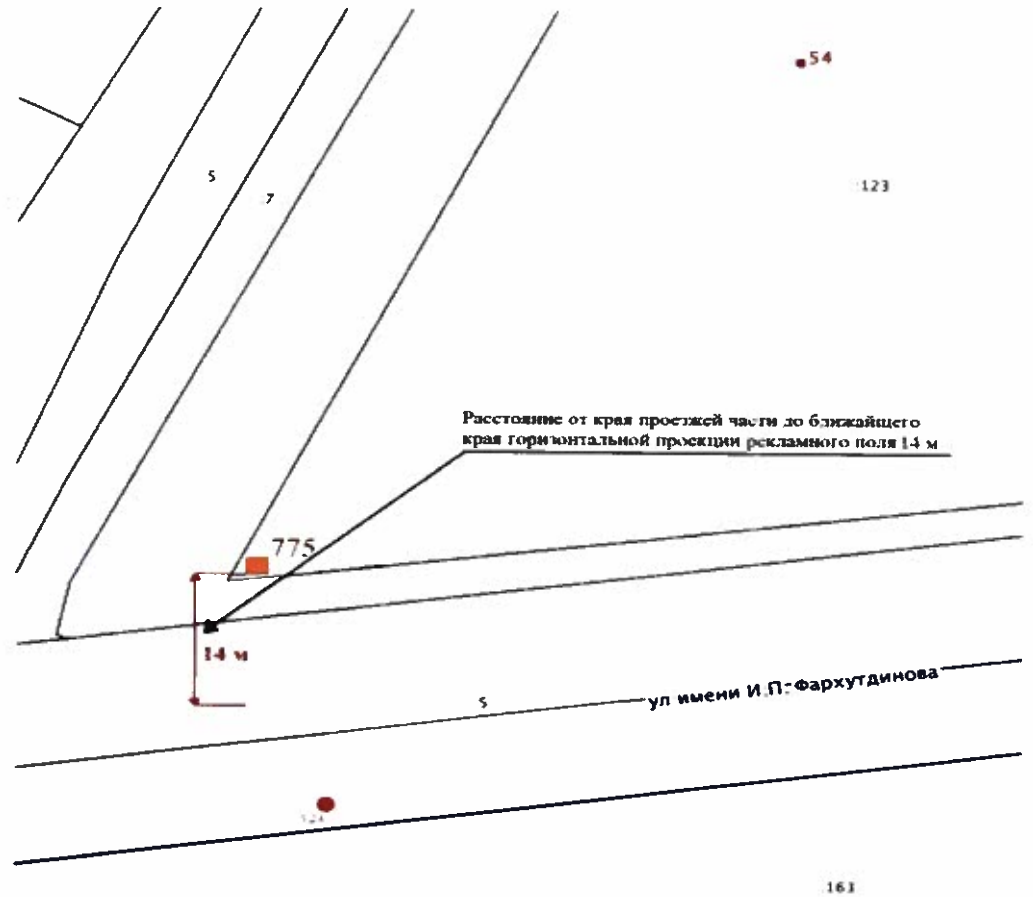 54
5
7
123
Расстояние от края проезжей части до ближайщего
края горизонтальной проекции рекламного поля 14 м
775
14 м
5
ул имени И.П.Фархутдинова
161